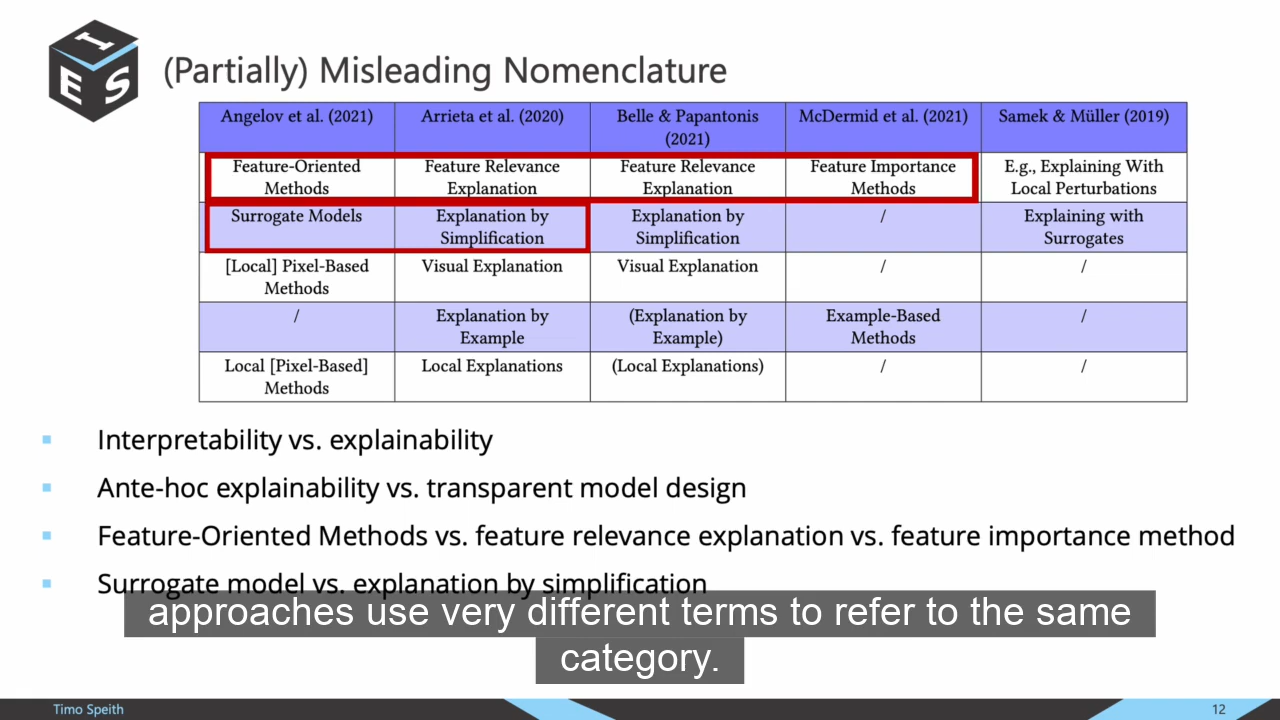 I
E S
(Partially) Misleading Nomenclature
Angelov et al. (2021) Arrieta et al. (2020) Belle & Papantonis (2021) McDermid et al. (2021) Samek & Müller (2019)
Feature-Oriented Methods Feature Relevance Explanation Feature Relevance Explanation Feature Importance Methods E.g., Explaining With Local Perturbations
Surrogate Models Explanation by Simplification Explanation by Simplification / Explaining with Surrogates
[Local] Pixel-Based Methods Visual Explanation Visual Explanation / /
/ Explanation by Example (Explanation by Example) Example-Based Methods /
Local [Pixel-Based] Methods Local Explanations (Local Explanations) / /
Interpretability vs. explainability
Ante-hoc explainability vs. transparent model design
Feature-Oriented Methods vs. feature relevance explanation vs. feature importance method
Surrogate model vs. explanation by simplification
approaches use very different terms to refer to the same
category.
Timo Speith
12